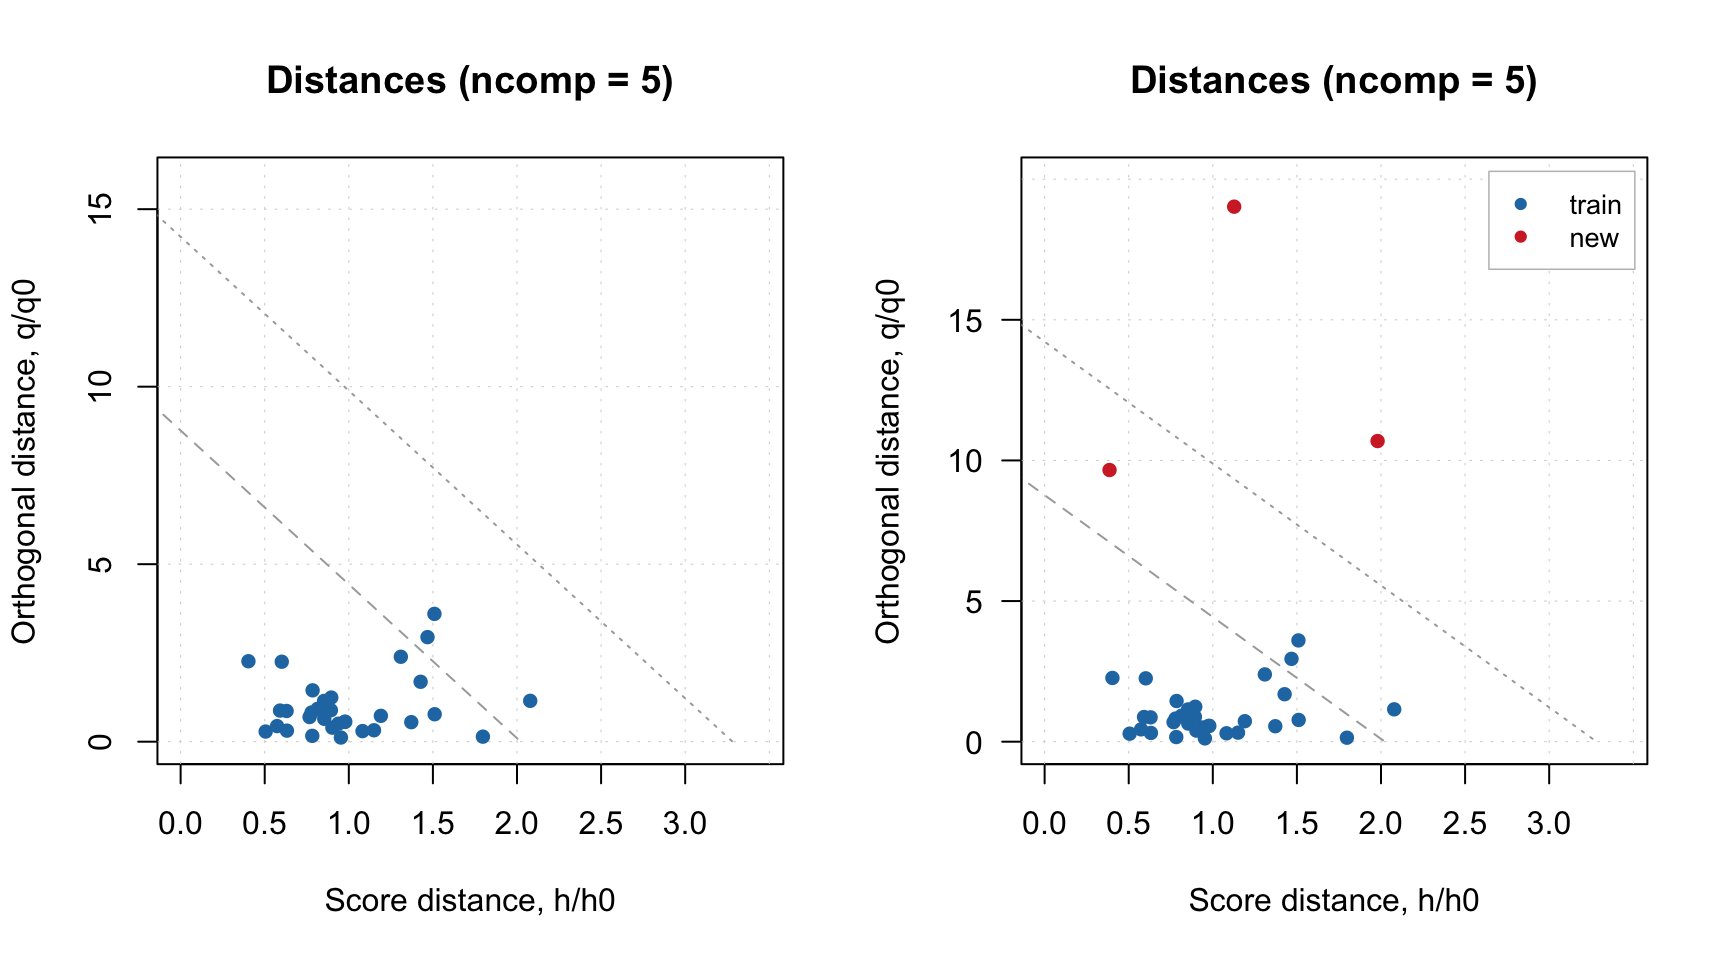 Distances (ncomp = 5)
Orthogonal distance, q/q0
15
10
5
0
0.0 0.5 1.0 1.5 2.0 2.5 3.0
Score distance, h/h0
Distances (ncomp = 5)
train
new
Orthogonal distance, q/q0
15
10
5
0
0.0 0.5 1.0 1.5 2.0 2.5 3.0
Score distance, h/h0